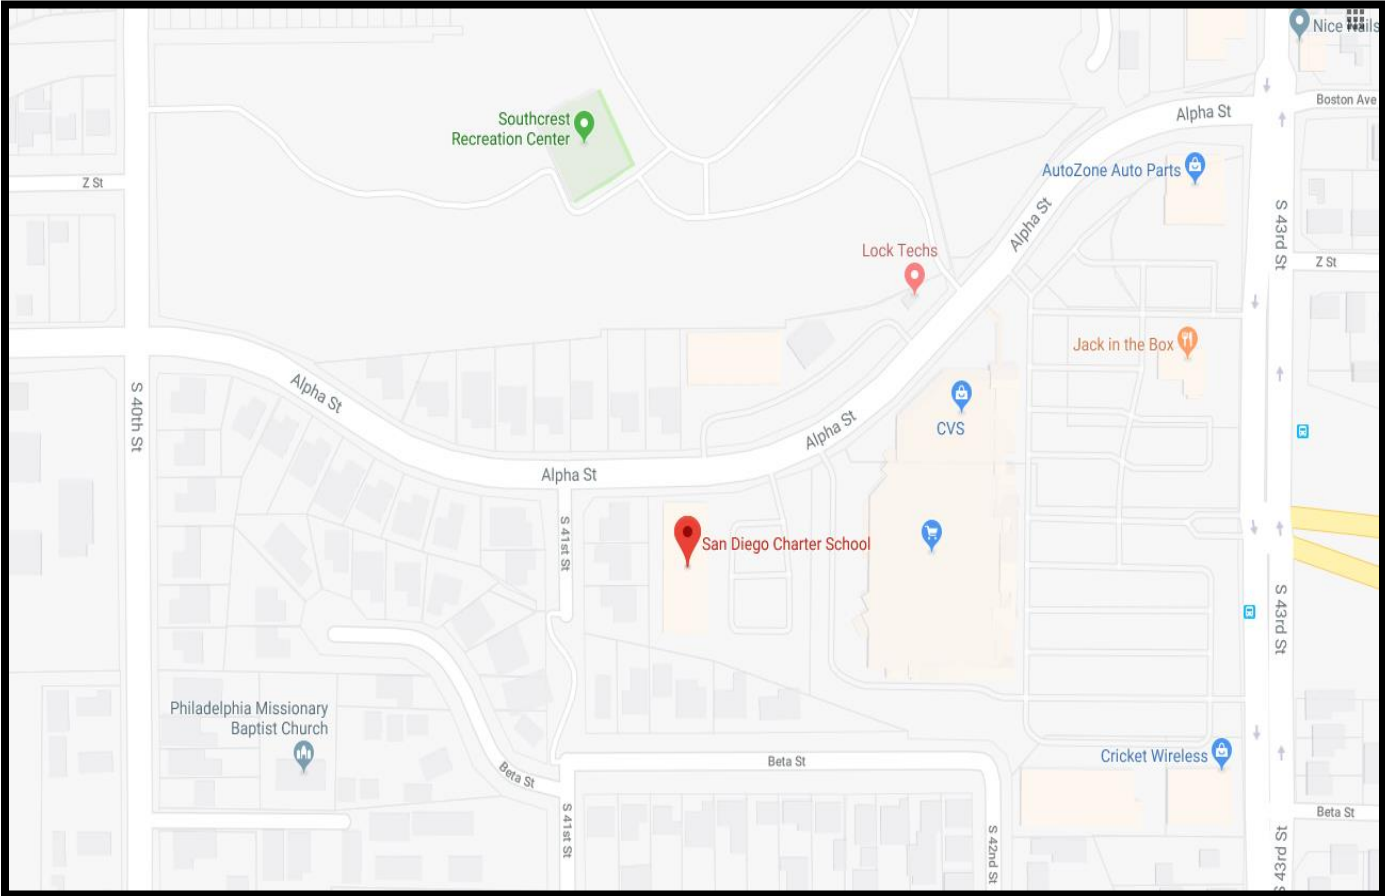 Nice Nails
Boston Ave
Alpha St
Southcrest
Recreation Center
AutoZone Auto Parts
Z St
Alpha St
S 43rd St
Lock Techs
Z St
Jack in the Box
Alpha St
S 40th St
Alpha St
CVS
Alpha St
S 41st St
San Diego Charter School
S 43rd St
Philadelphia Missionary
Baptist Church
Cricket Wireless
Beta St
Beta St
Beta St
S 41st St
S 42nd St
S 43rd St